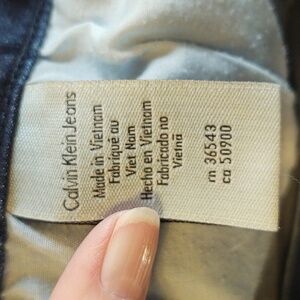 Calvin Klein Jeans
Made in Vietnam
Fabriqué au
Viet Nam
Hecho en Vietnam
Fabricado no
Vietnã
rn 36543
ca 50900